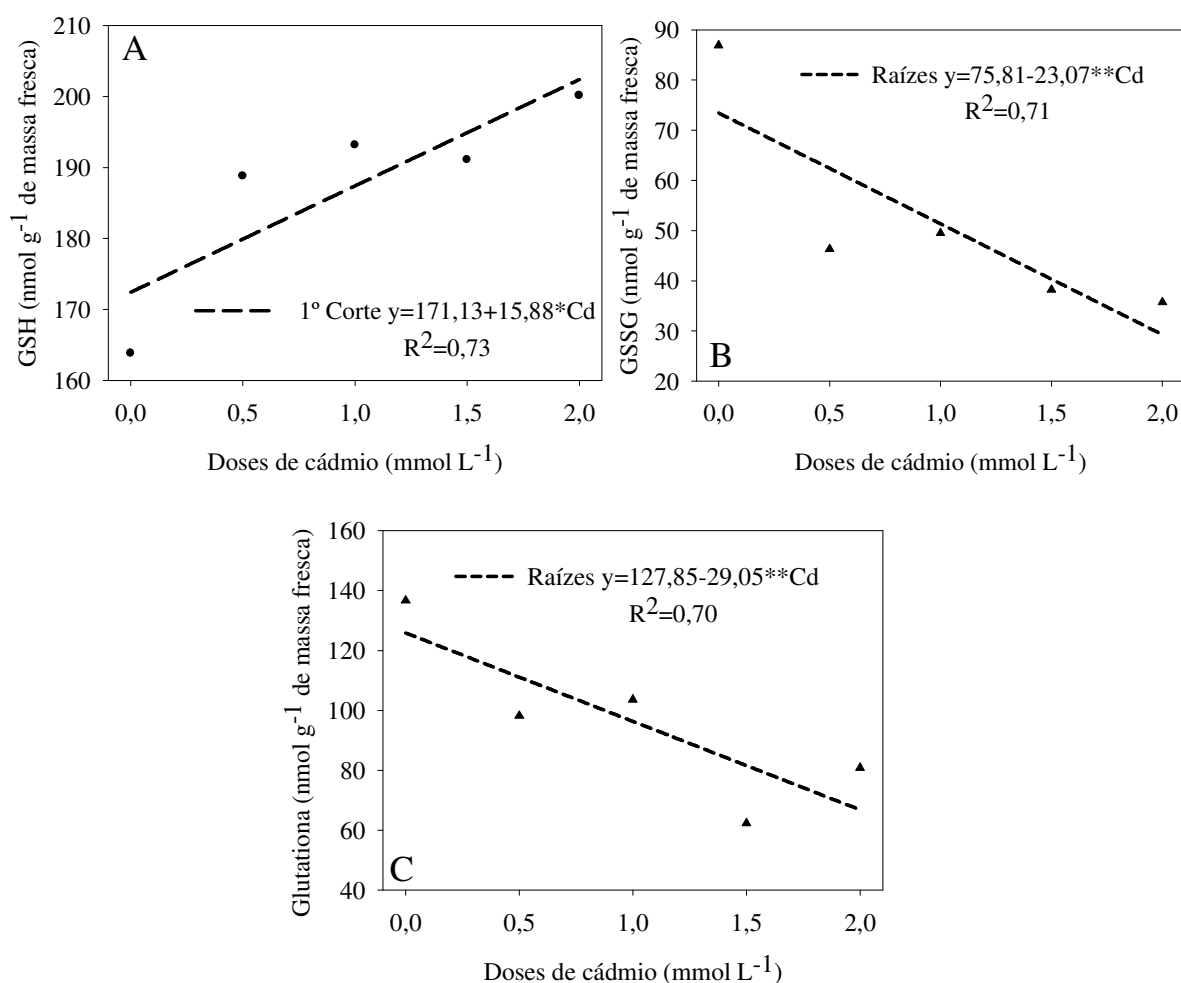 A
GSH (nmol g-1 de massa fresca)
210
200
190
180
170
160
1º Corte y=171,13+15,88*Cd
R2=0,73
0,0 0,5 1,0 1,5 2,0
Doses de cádmio (mmol L-1)
B
GSSG (nmol g-1 de massa fresca)
90
80
70
60
50
40
30
20
Raízes y=75,81-23,07**Cd
R2=0,71
0,0 0,5 1,0 1,5 2,0
Doses de cádmio (mmol L-1)
C
Glutationa (nmol g-1 de massa fresca)
160
140
120
100
80
60
40
Raízes y=127,85-29,05**Cd
R2=0,70
0,0 0,5 1,0 1,5 2,0
Doses de cádmio (mmol L-1)